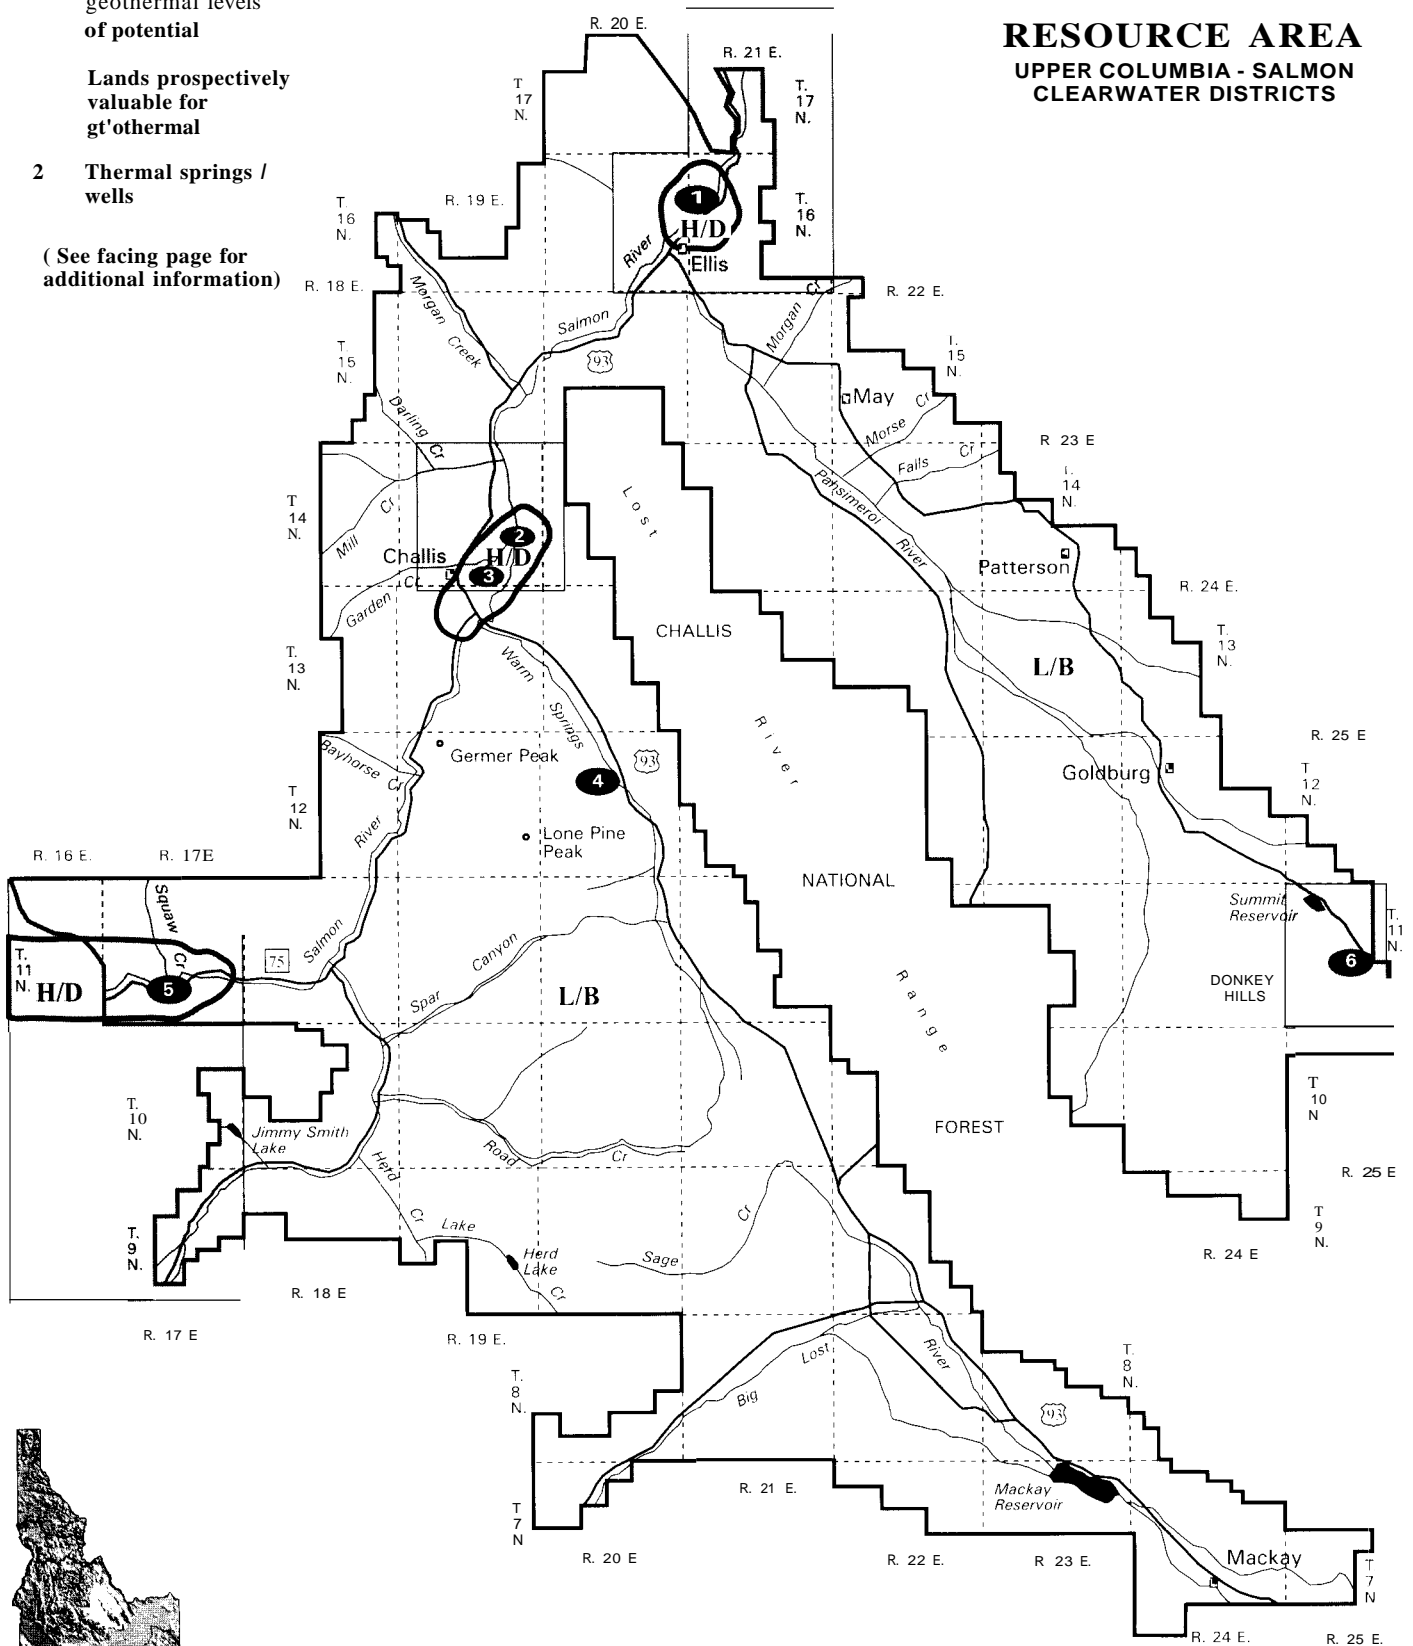 geothermal levels
of potential
Lands prospectively
valuable for
gt'othermal
2 Thermal springs /
wells
( See facing page for
additional information)
RESOURCE AREA
UPPER COLUMBIA - SALMON
CLEARWATER DISTRICTS
R. 20 E.
R. 21 E.
T
17
N.
T.
17
N.
R. 19 E.
T.
16
N.
T.
16
N.
1
H/D
Ellis
River
R. 18 E.
R. 22 E.
Morgan
Creek
Salmon
93
Morgan
Cr
T.
15
N.
15
N.
May
Darling
Cr
Morse
Cr
Falls
Cr
R 23 E
14
N.
T
14
N.
Mill
Cr
Lost
Pahsimeroi
River
2
H/D
3
Challis
Garden
Cr
Patterson
R. 24 E.
CHALLIS
T.
13
N.
T.
13
N.
L/B
Warm
Springs
River
Germer Peak
93
R. 25 E
Bayhorse
Cr
4
Goldburg
T
12
N.
T
12
N.
River
Lone Pine
Peak
R. 16 E.
R. 17E
NATIONAL
Squaw
Cr
Summit
Reservoir
T.
11
N.
T.
11
N.
H/D
5
75
Salmon
Spar
Canyon
L/B
Range
6
DONKEY
HILLS
T.
10
N.
T
10
N
Jimmy Smith
Lake
Herd
Cr
Road
Cr
FOREST
R. 25 E
T.
9
N.
T
9
N.
Lake
Cr
Herd
Lake
Sage
Cr
R. 24 E
R. 18 E
R. 17 E
R. 19 E.
T.
8
N.
T.
8
N.
Big
Lost
River
93
R. 21 E.
Mackay
Reservoir
T
7
N
R. 20 E
R. 22 E.
R 23 E.
Mackay
T
7
N
R. 24 E.
R. 25 E.